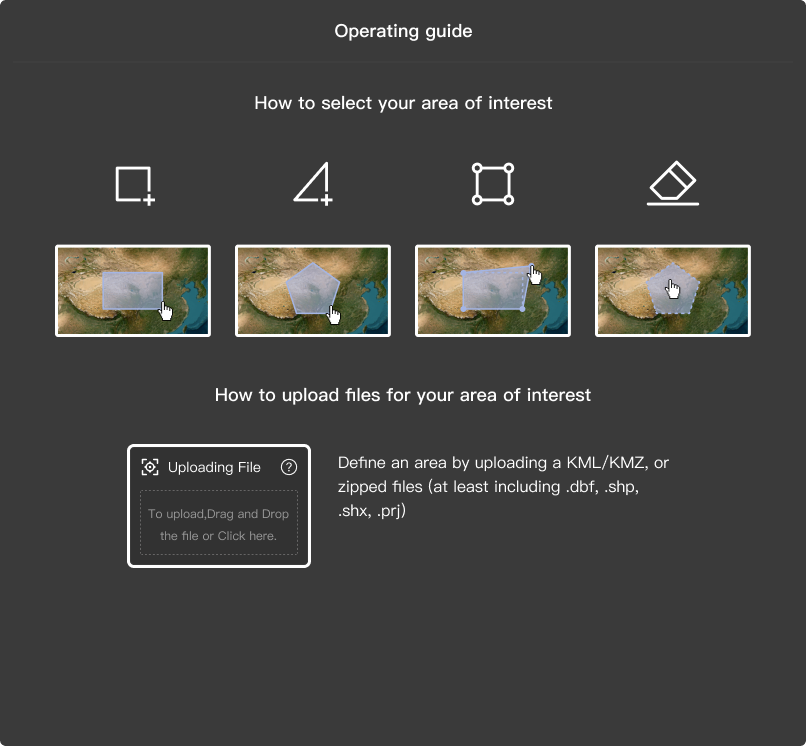 Operating guide
How to select your area of interest
How to upload files for your area of interest
Uploading File
To upload,Drag and Drop
the file or Click here.
Define an area by uploading a KML/KMZ, or
zipped files (at least including .dbf, .shp,
.shx, .prj)